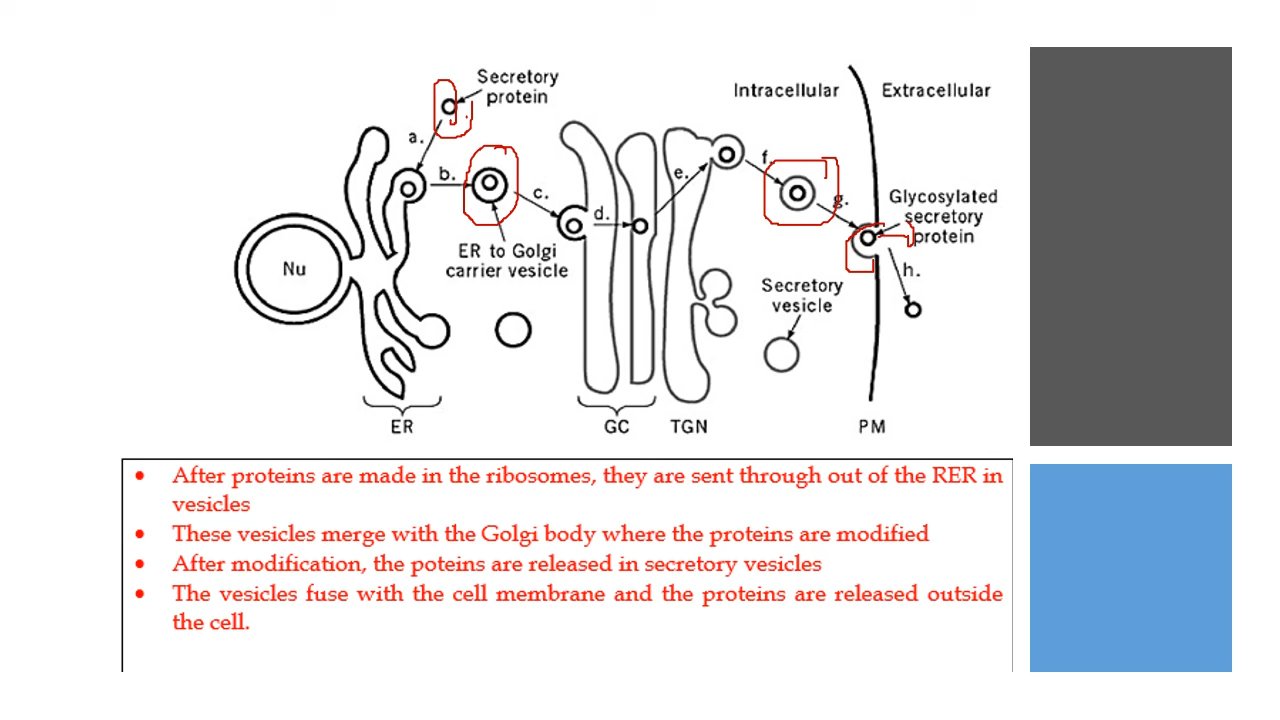 Secretory
protein
Intracellular
Extracellular
a.
b.
c.
d.
e.
f.
g.
h.
Glycosylated
secretory
protein
ER to Golgi
carrier vesicle
Nu
Secretory
vesicle
ER
GC
TGN
PM
• After proteins are made in the ribosomes, they are sent through out of the RER in
vesicles
• These vesicles merge with the Golgi body where the proteins are modified
• After modification, the poteins are released in secretory vesicles
• The vesicles fuse with the cell membrane and the proteins are released outside
the cell.